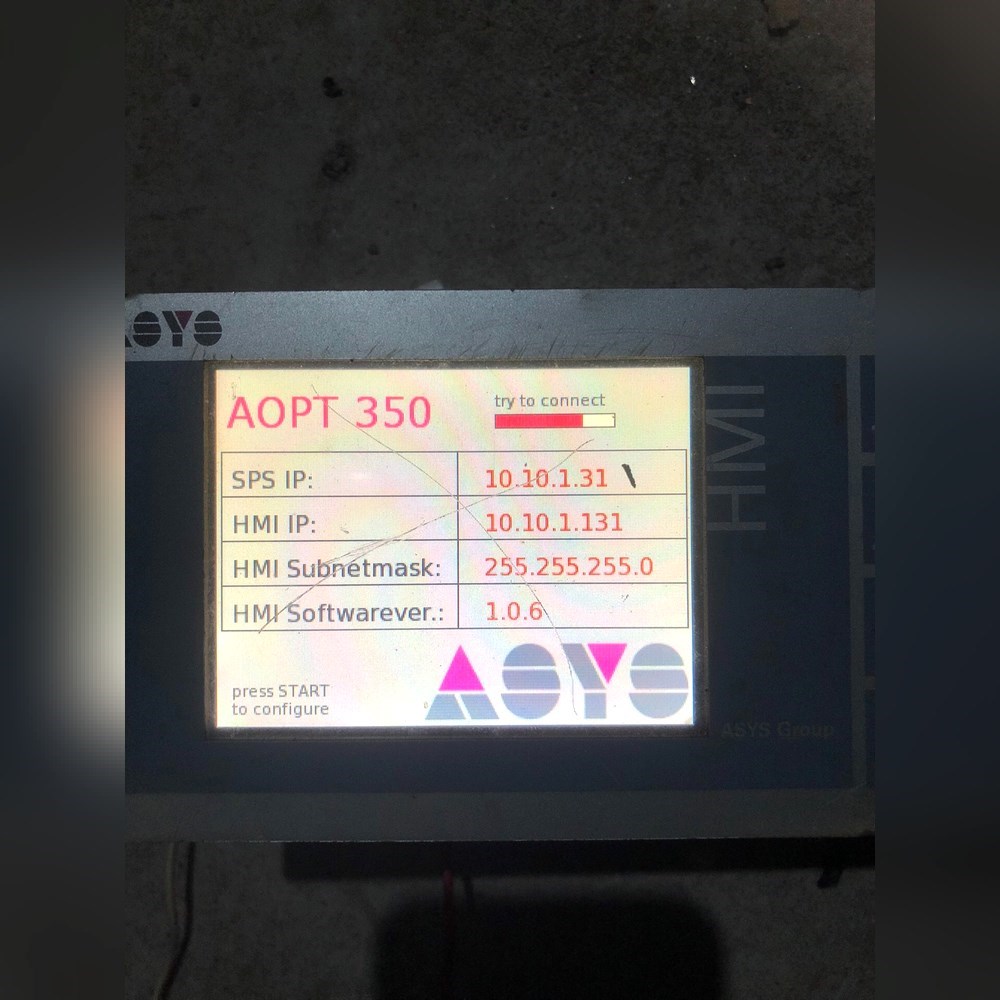 ASYS
AOPT 350
try to connect
SPS IP: 10.10.1.31
HMI IP: 10.10.1.131
HMI Subnetmask: 255.255.255.0
HMI Softwarever.: 1.0.6
press START
to configure
ASYS
HMI
ASYS Group